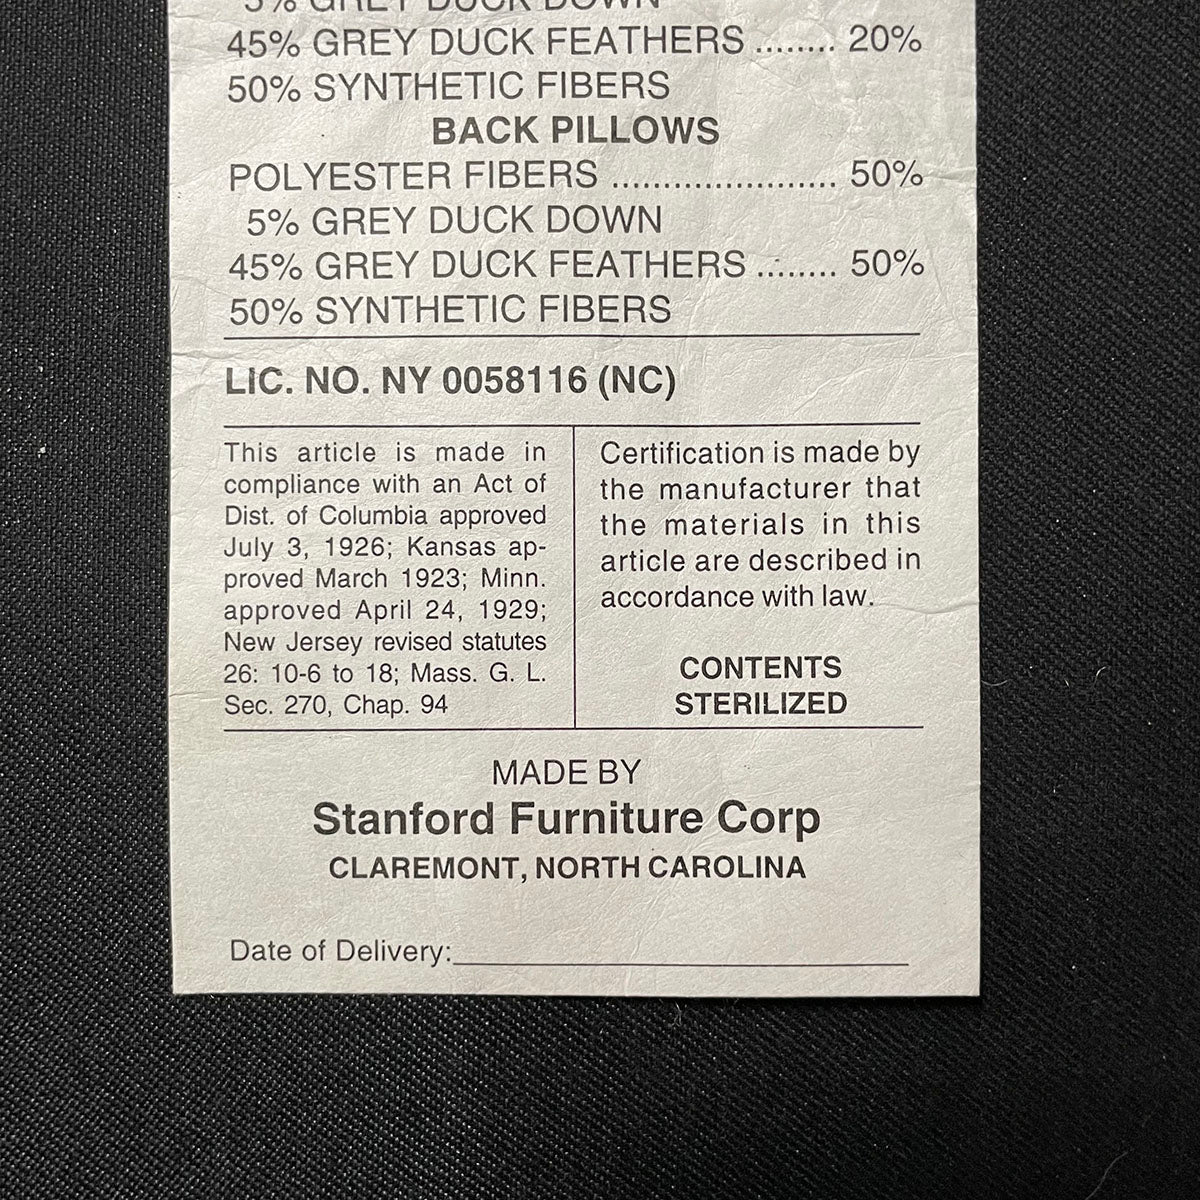 5% GREY DUCK DOWN
45% GREY DUCK FEATHERS ........ 20%
50% SYNTHETIC FIBERS
BACK PILLOWS
POLYESTER FIBERS ...................... 50%
5% GREY DUCK DOWN
45% GREY DUCK FEATHERS ........ 50%
50% SYNTHETIC FIBERS
LIC. NO. NY 0058116 (NC)
This article is made in
compliance with an Act of
Dist. of Columbia approved
July 3, 1926; Kansas ap-
proved March 1923; Minn.
approved April 24, 1929;
New Jersey revised statutes
26: 10-6 to 18; Mass. G. L.
Sec. 270, Chap. 94
Certification is made by
the manufacturer that
the materials in this
article are described in
accordance with law.
CONTENTS
STERILIZED
MADE BY
Stanford Furniture Corp
CLAREMONT, NORTH CAROLINA
Date of Delivery: